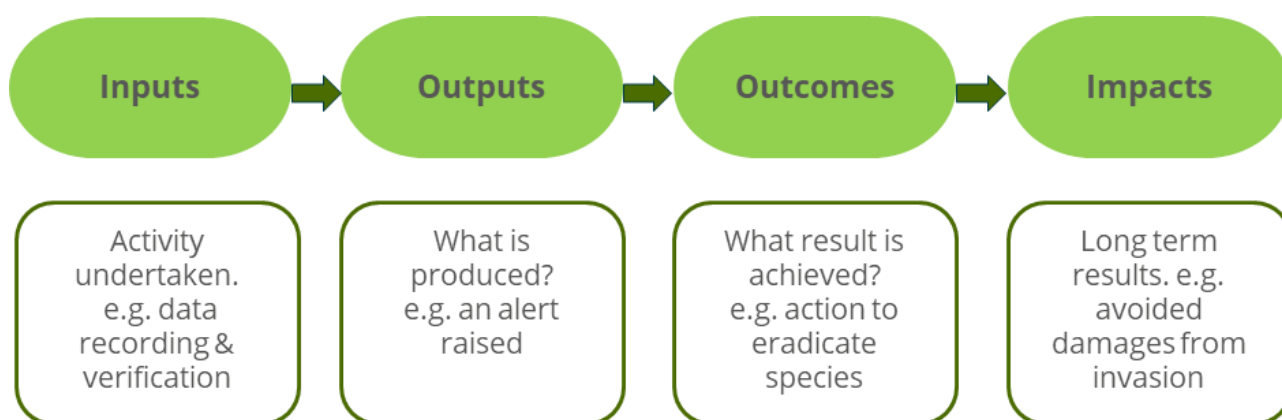 Inputs
Outputs
Outcomes
Impacts
Activity
undertaken.
e.g. data
recording &
verification
What is
produced?
e.g. an alert
raised
What result is
achieved?
e.g. action to
eradicate
species
Long term
results. e.g.
avoided
damages from
invasion